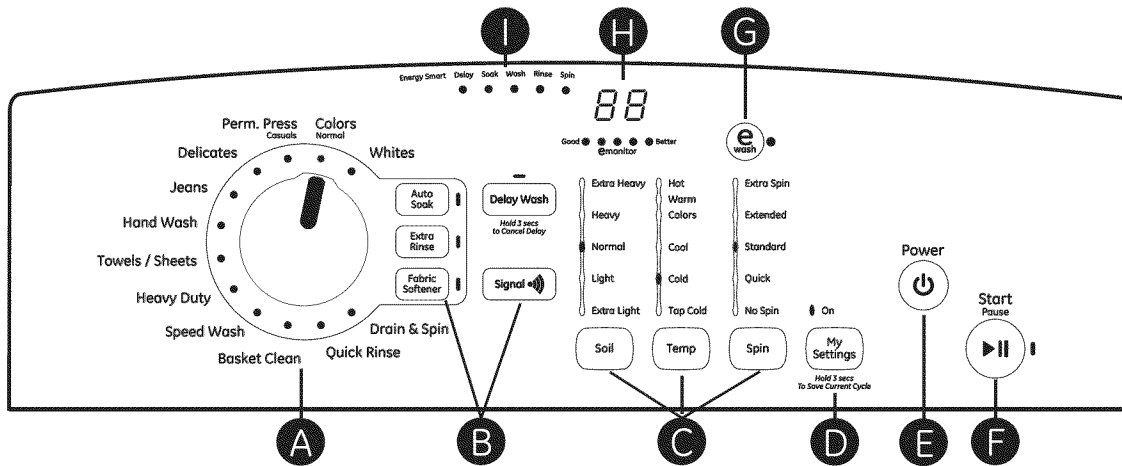 I
H
G
Energy Smart Delay Soak Wash Rinse Spin
88
Good Better
emonitor
e
wash
Perm. Press
Casuals
Colors
Normal
Delicates
Whites
Jeans
Hand Wash
Towels / Sheets
Heavy Duty
Speed Wash
Basket Clean
Quick Rinse
Drain & Spin
Auto
Soak
Extra
Rinse
Fabric
Softener
Delay Wash
Hold 3 secs
to Cancel Delay
Signal
Extra Heavy
Heavy
Normal
Light
Extra Light
Soil
Hot
Warm
Colors
Cool
Cold
Tap Cold
Temp
Extra Spin
Extended
Standard
Quick
No Spin
Spin
On
My
Settings
Hold 3 secs
To Save Current Cycle
Power
Start
Pause
A
B
C
D
E
F